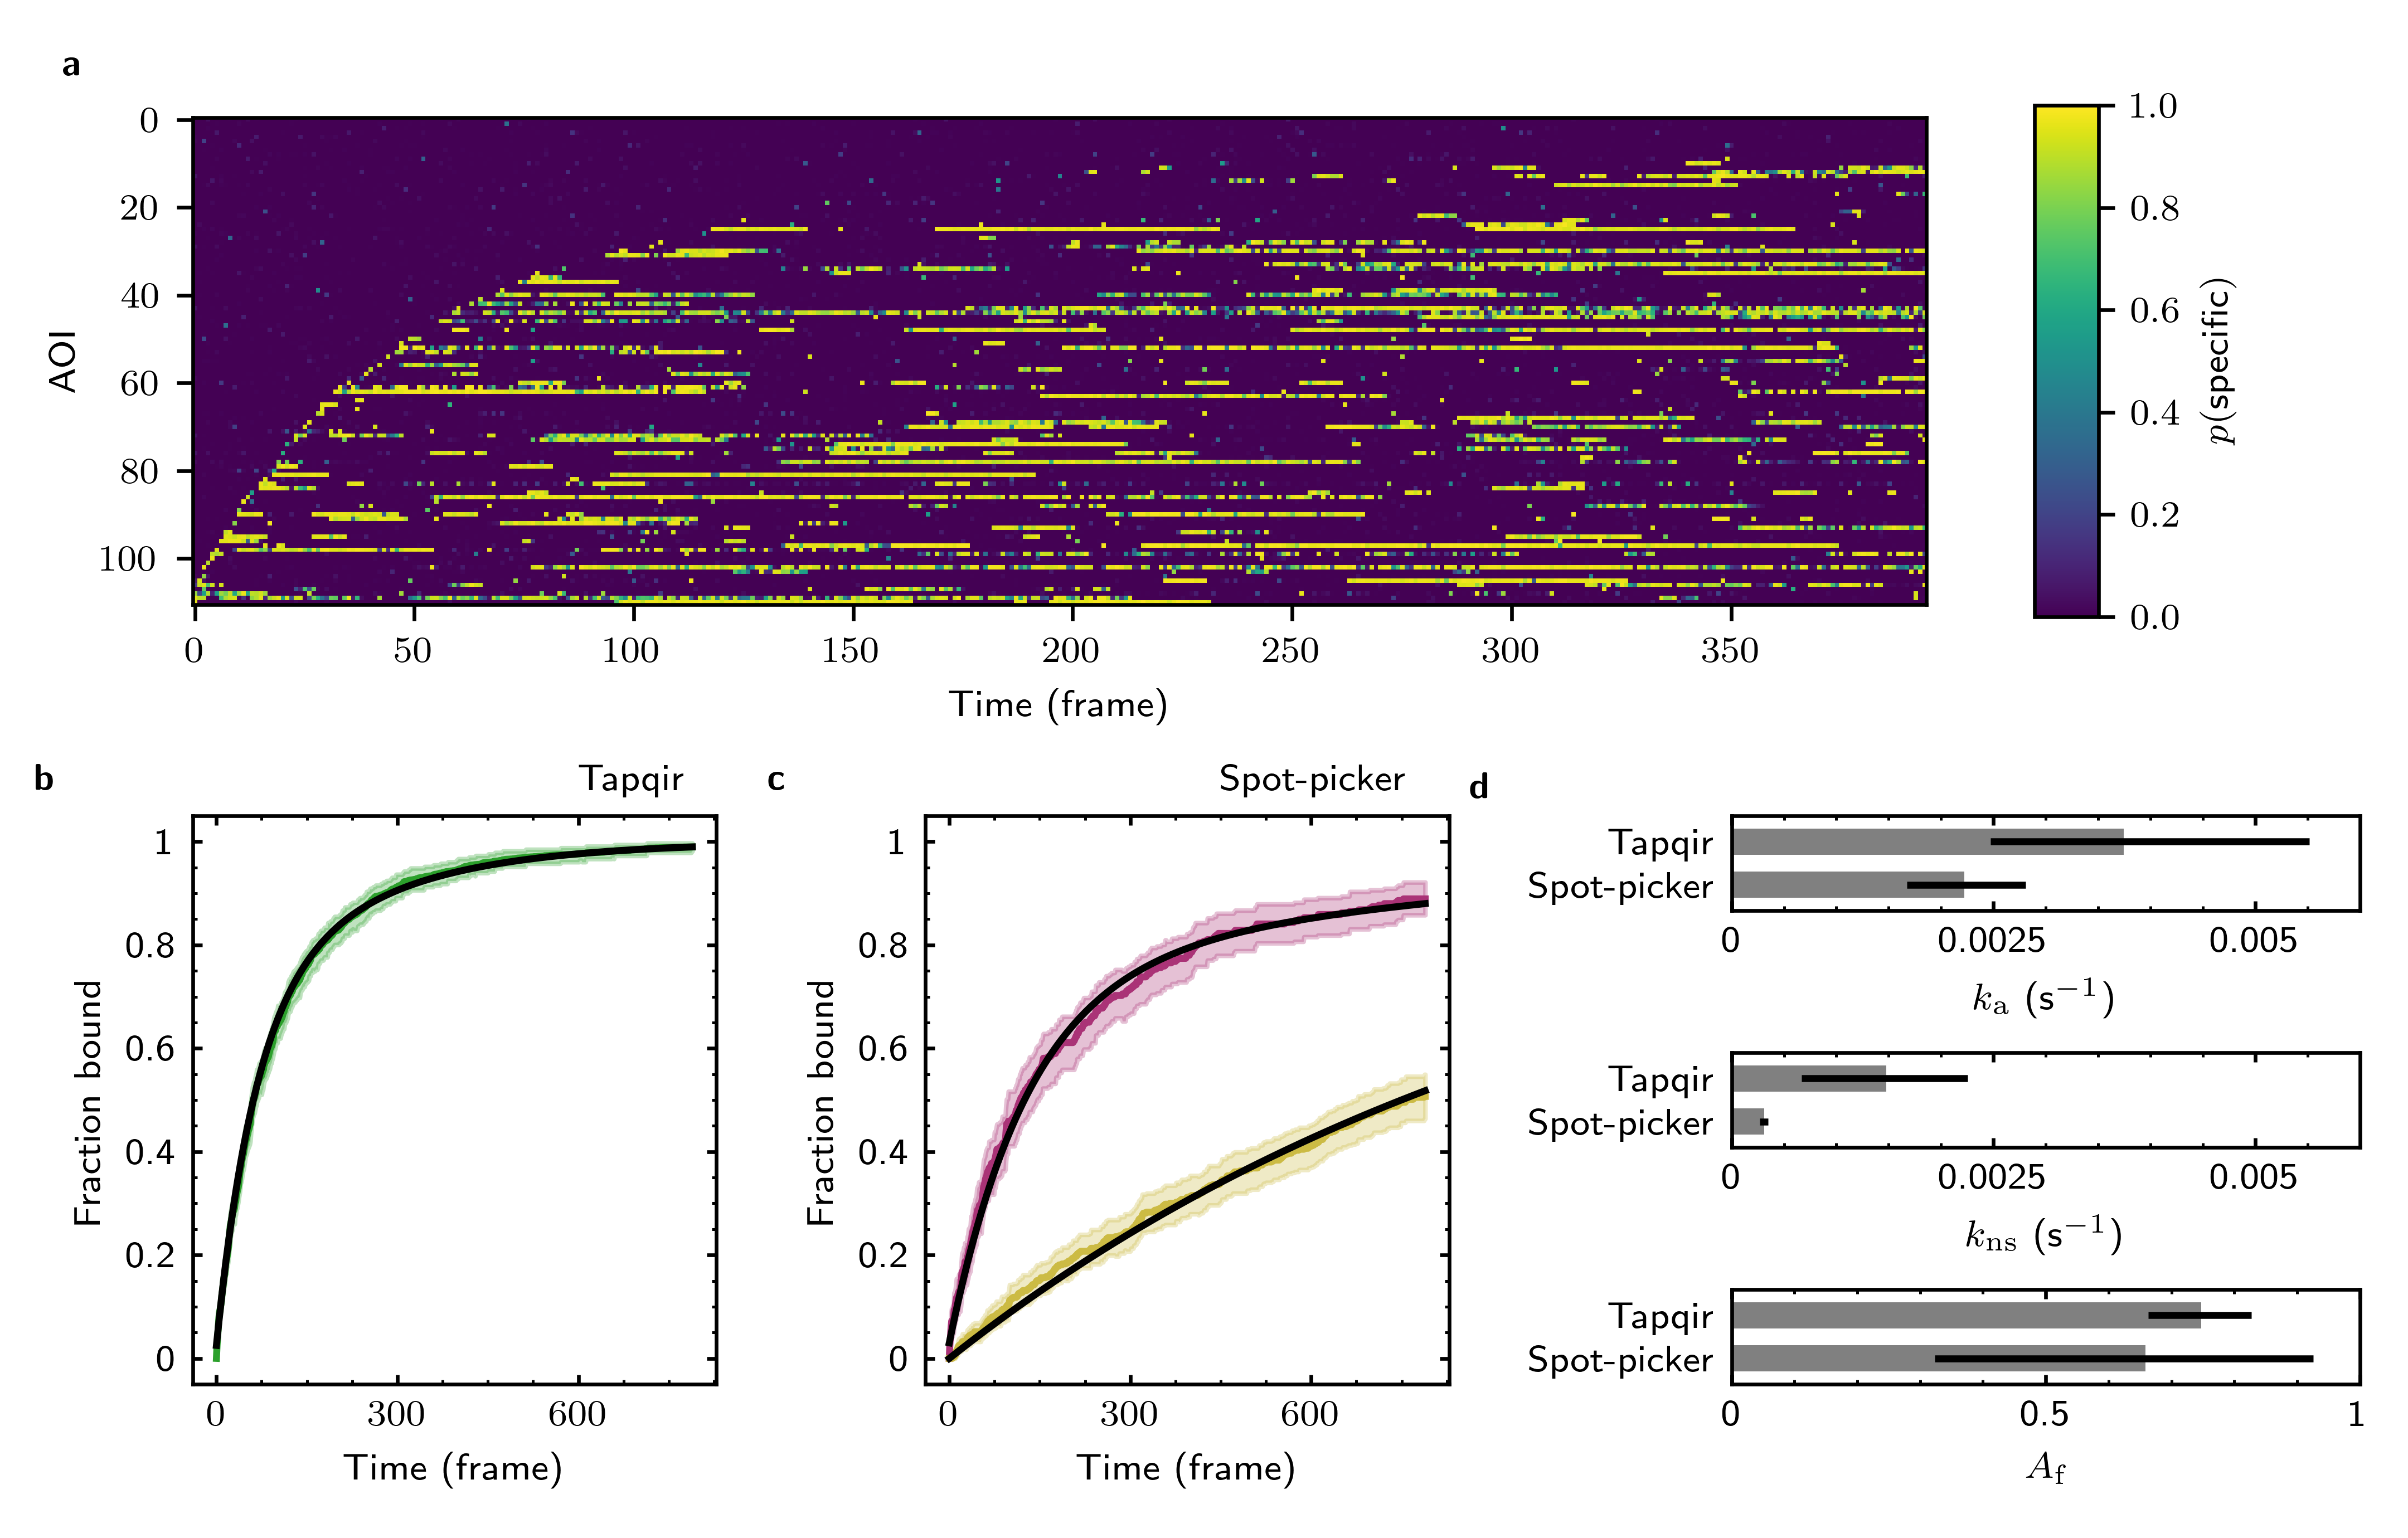 a
0
20
40
60
80
100
AOI
0 50 100 150 200 250 300 350
Time (frame)
1.0
0.8
0.6
0.4
0.2
0.0
p(specific)
b
Tapqir
1
0.8
0.6
0.4
0.2
0
Fraction bound
0 300 600
Time (frame)
c
Spot-picker
1
0.8
0.6
0.4
0.2
0
Fraction bound
0 300 600
Time (frame)
d
Tapqir
Spot-picker
0 0.0025 0.005
kₐ (s⁻¹)
Tapqir
Spot-picker
0 0.0025 0.005
kₙₛ (s⁻¹)
Tapqir
Spot-picker
0 0.5 1
A_f